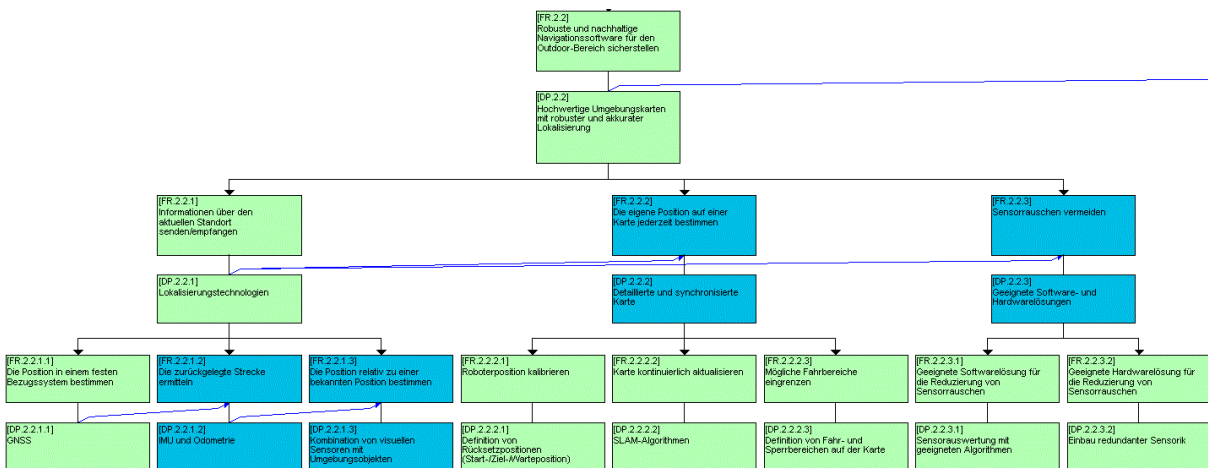 [FR.2.2]
Robuste und nachhaltige
Navigationssoftware für den
Outdoor-Bereich sicherstellen
[DP.2.2]
Hochwertige Umgebungskarten
mit robuster und akkurater
Lokalisierung
[FR.2.2.1]
Informationen über den
aktuellen Standort
senden/empfangen
[FR.2.2.2]
Die eigene Position auf einer
Karte jederzeit bestimmen
[FR.2.2.3]
Sensorrauschen vermeiden
[DP.2.2.1]
Lokalisierungstechnologien
[DP.2.2.2]
Detaillierte und synchronisierte
Karte
[DP.2.2.3]
Geeignete Software- und
Hardwarelösungen
[FR.2.2.1.1]
Die Position in einem festen
Bezugssystem bestimmen
[FR.2.2.1.2]
Die zurückgelegte Strecke
ermitteln
[FR.2.2.1.3]
Die Position relativ zu einer
bekannten Position bestimmen
[FR.2.2.2.1]
Roboterposition kalibrieren
[FR.2.2.2.2]
Karte kontinuierlich aktualisieren
[FR.2.2.2.3]
Mögliche Fahrbereiche
eingrenzen
[FR.2.2.3.1]
Geeignete Softwarelösung für
die Reduzierung von
Sensorrauschen
[FR.2.2.3.2]
Geeignete Hardwarelösung für
die Reduzierung von
Sensorrauschen
[DP.2.2.1.1]
GNSS
[DP.2.2.1.2]
IMU und Odometrie
[DP.2.2.1.3]
Kombination von visuellen
Sensoren mit
Umgebungsobjekten
[DP.2.2.2.1]
Definition von
Rücksetzpositionen
(Start-/Ziel-/Warteposition)
[DP.2.2.2.2]
SLAM-Algorithmen
[DP.2.2.2.3]
Definition von Fahr- und
Sperrbereichen auf der Karte
[DP.2.2.3.1]
Sensorauswertung mit
geeigneten Algorithmen
[DP.2.2.3.2]
Einbau redundanter Sensorik